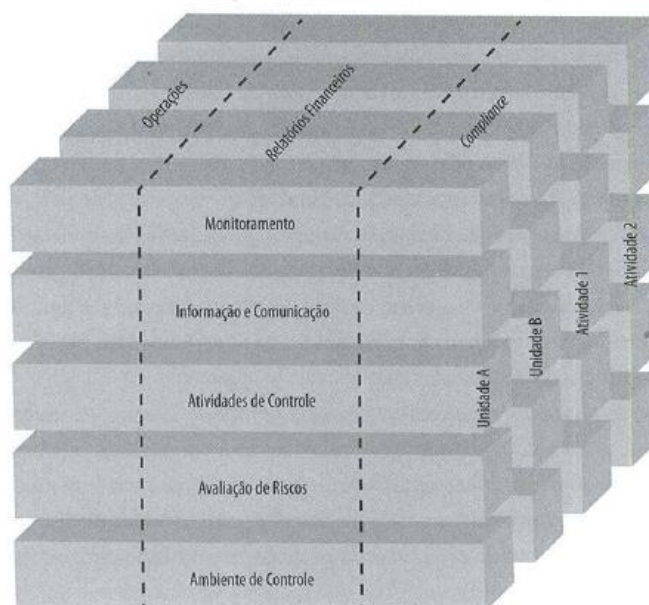 Operações
Relatórios Financeiros
Compliance
Monitoramento
Informação e Comunicação
Atividades de Controle
Avaliação de Riscos
Ambiente de Controle
Unidade A
Unidade B
Atividade 1
Atividade 2